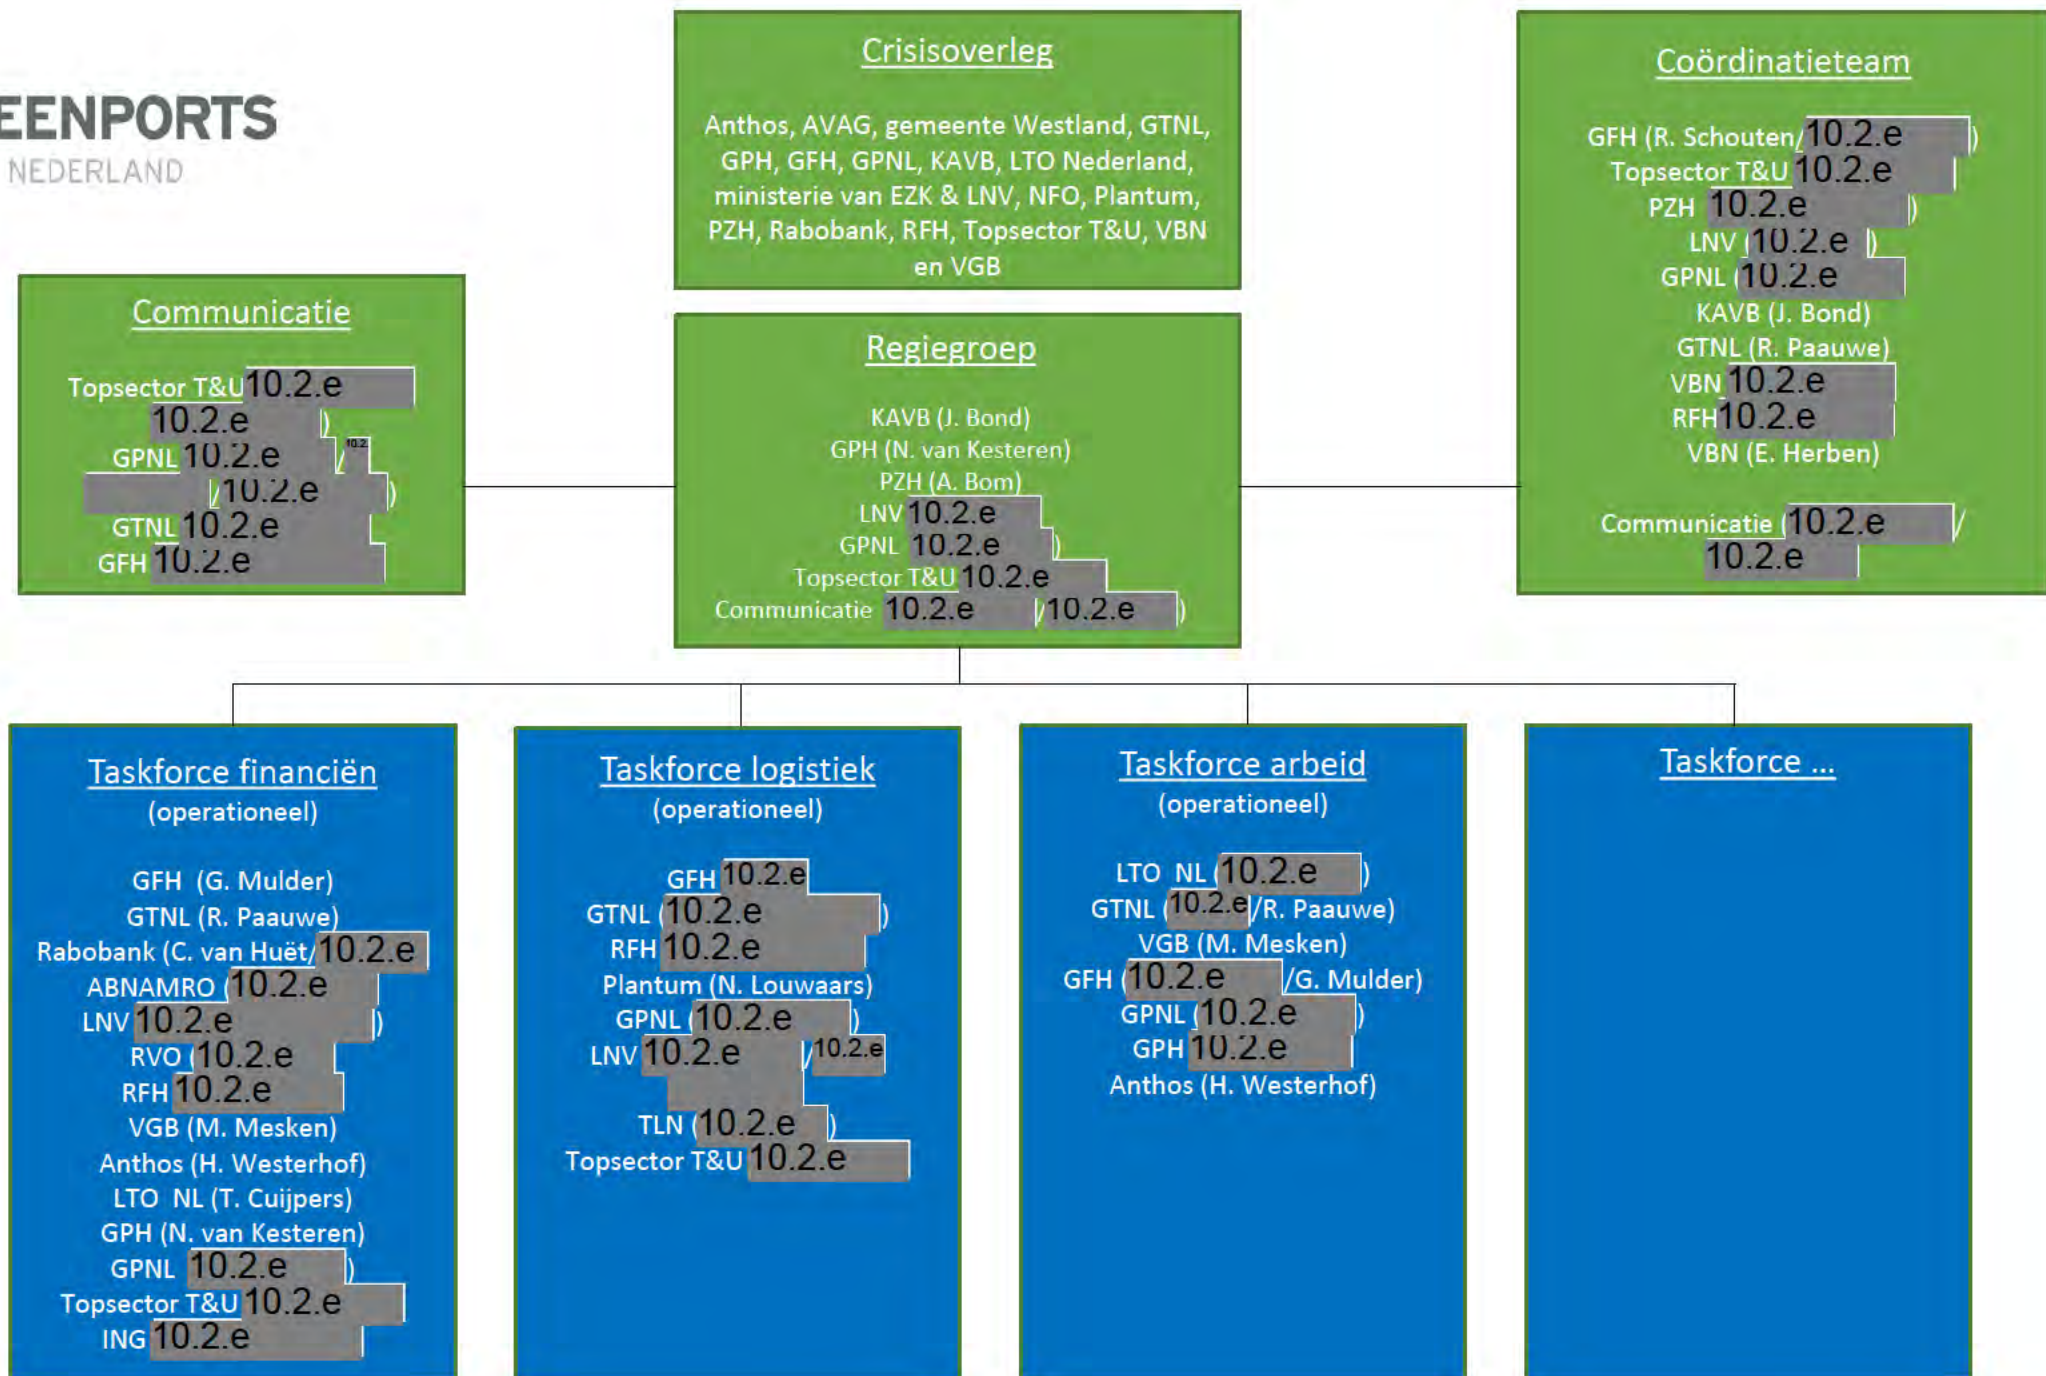 EENPORTS
NEDERLAND
Crisisoverleg
Anthos, AVAG, gemeente Westland, GTNL,
GPH, GFH, GPNL, KAVB, LTO Nederland,
ministerie van EZK & LNV, NFO, Plantum,
PZH, Rabobank, RFH, Topsector T&U, VBN
en VGB
Coördinatieteam
GFH (R. Schouten/10.2.e )
Topsector T&U 10.2.e
PZH 10.2.e )
LNV (10.2.e )
GPNL (10.2.e
KAVB (J. Bond)
GTNL (R. Paauwe)
VBN 10.2.e
RFH 10.2.e
VBN (E. Herben)
Communicatie (10.2.e /
10.2.e
Communicatie
Topsector T&U 10.2.e
10.2.e )
GPNL 10.2.e / 10.2.
/ 10.2.e )
GTNL 10.2.e
GFH 10.2.e
Regiegroep
KAVB (J. Bond)
GPH (N. van Kesteren)
PZH (A. Bom)
LNV 10.2.e
GPNL 10.2.e )
Topsector T&U 10.2.e
Communicatie 10.2.e /10.2.e )
Taskforce financiën
(operationeel)
GFH (G. Mulder)
GTNL (R. Paauwe)
Rabobank (C. van Huët/10.2.e
ABNAMRO (10.2.e
LNV 10.2.e )
RVO (10.2.e
RFH 10.2.e
VGB (M. Mesken)
Anthos (H. Westerhof)
LTO NL (T. Cuijpers)
GPH (N. van Kesteren)
GPNL 10.2.e )
Topsector T&U 10.2.e
ING 10.2.e
Taskforce logistiek
(operationeel)
GFH 10.2.e
GTNL (10.2.e )
RFH 10.2.e
Plantum (N. Louwaars)
GPNL (10.2.e )
LNV 10.2.e /10.2.e
TLN (10.2.e )
Topsector T&U 10.2.e
Taskforce arbeid
(operationeel)
LTO NL (10.2.e )
GTNL (10.2.e/R. Paauwe)
VGB (M. Mesken)
GFH (10.2.e /G. Mulder)
GPNL (10.2.e )
GPH 10.2.e
Anthos (H. Westerhof)
Taskforce ...